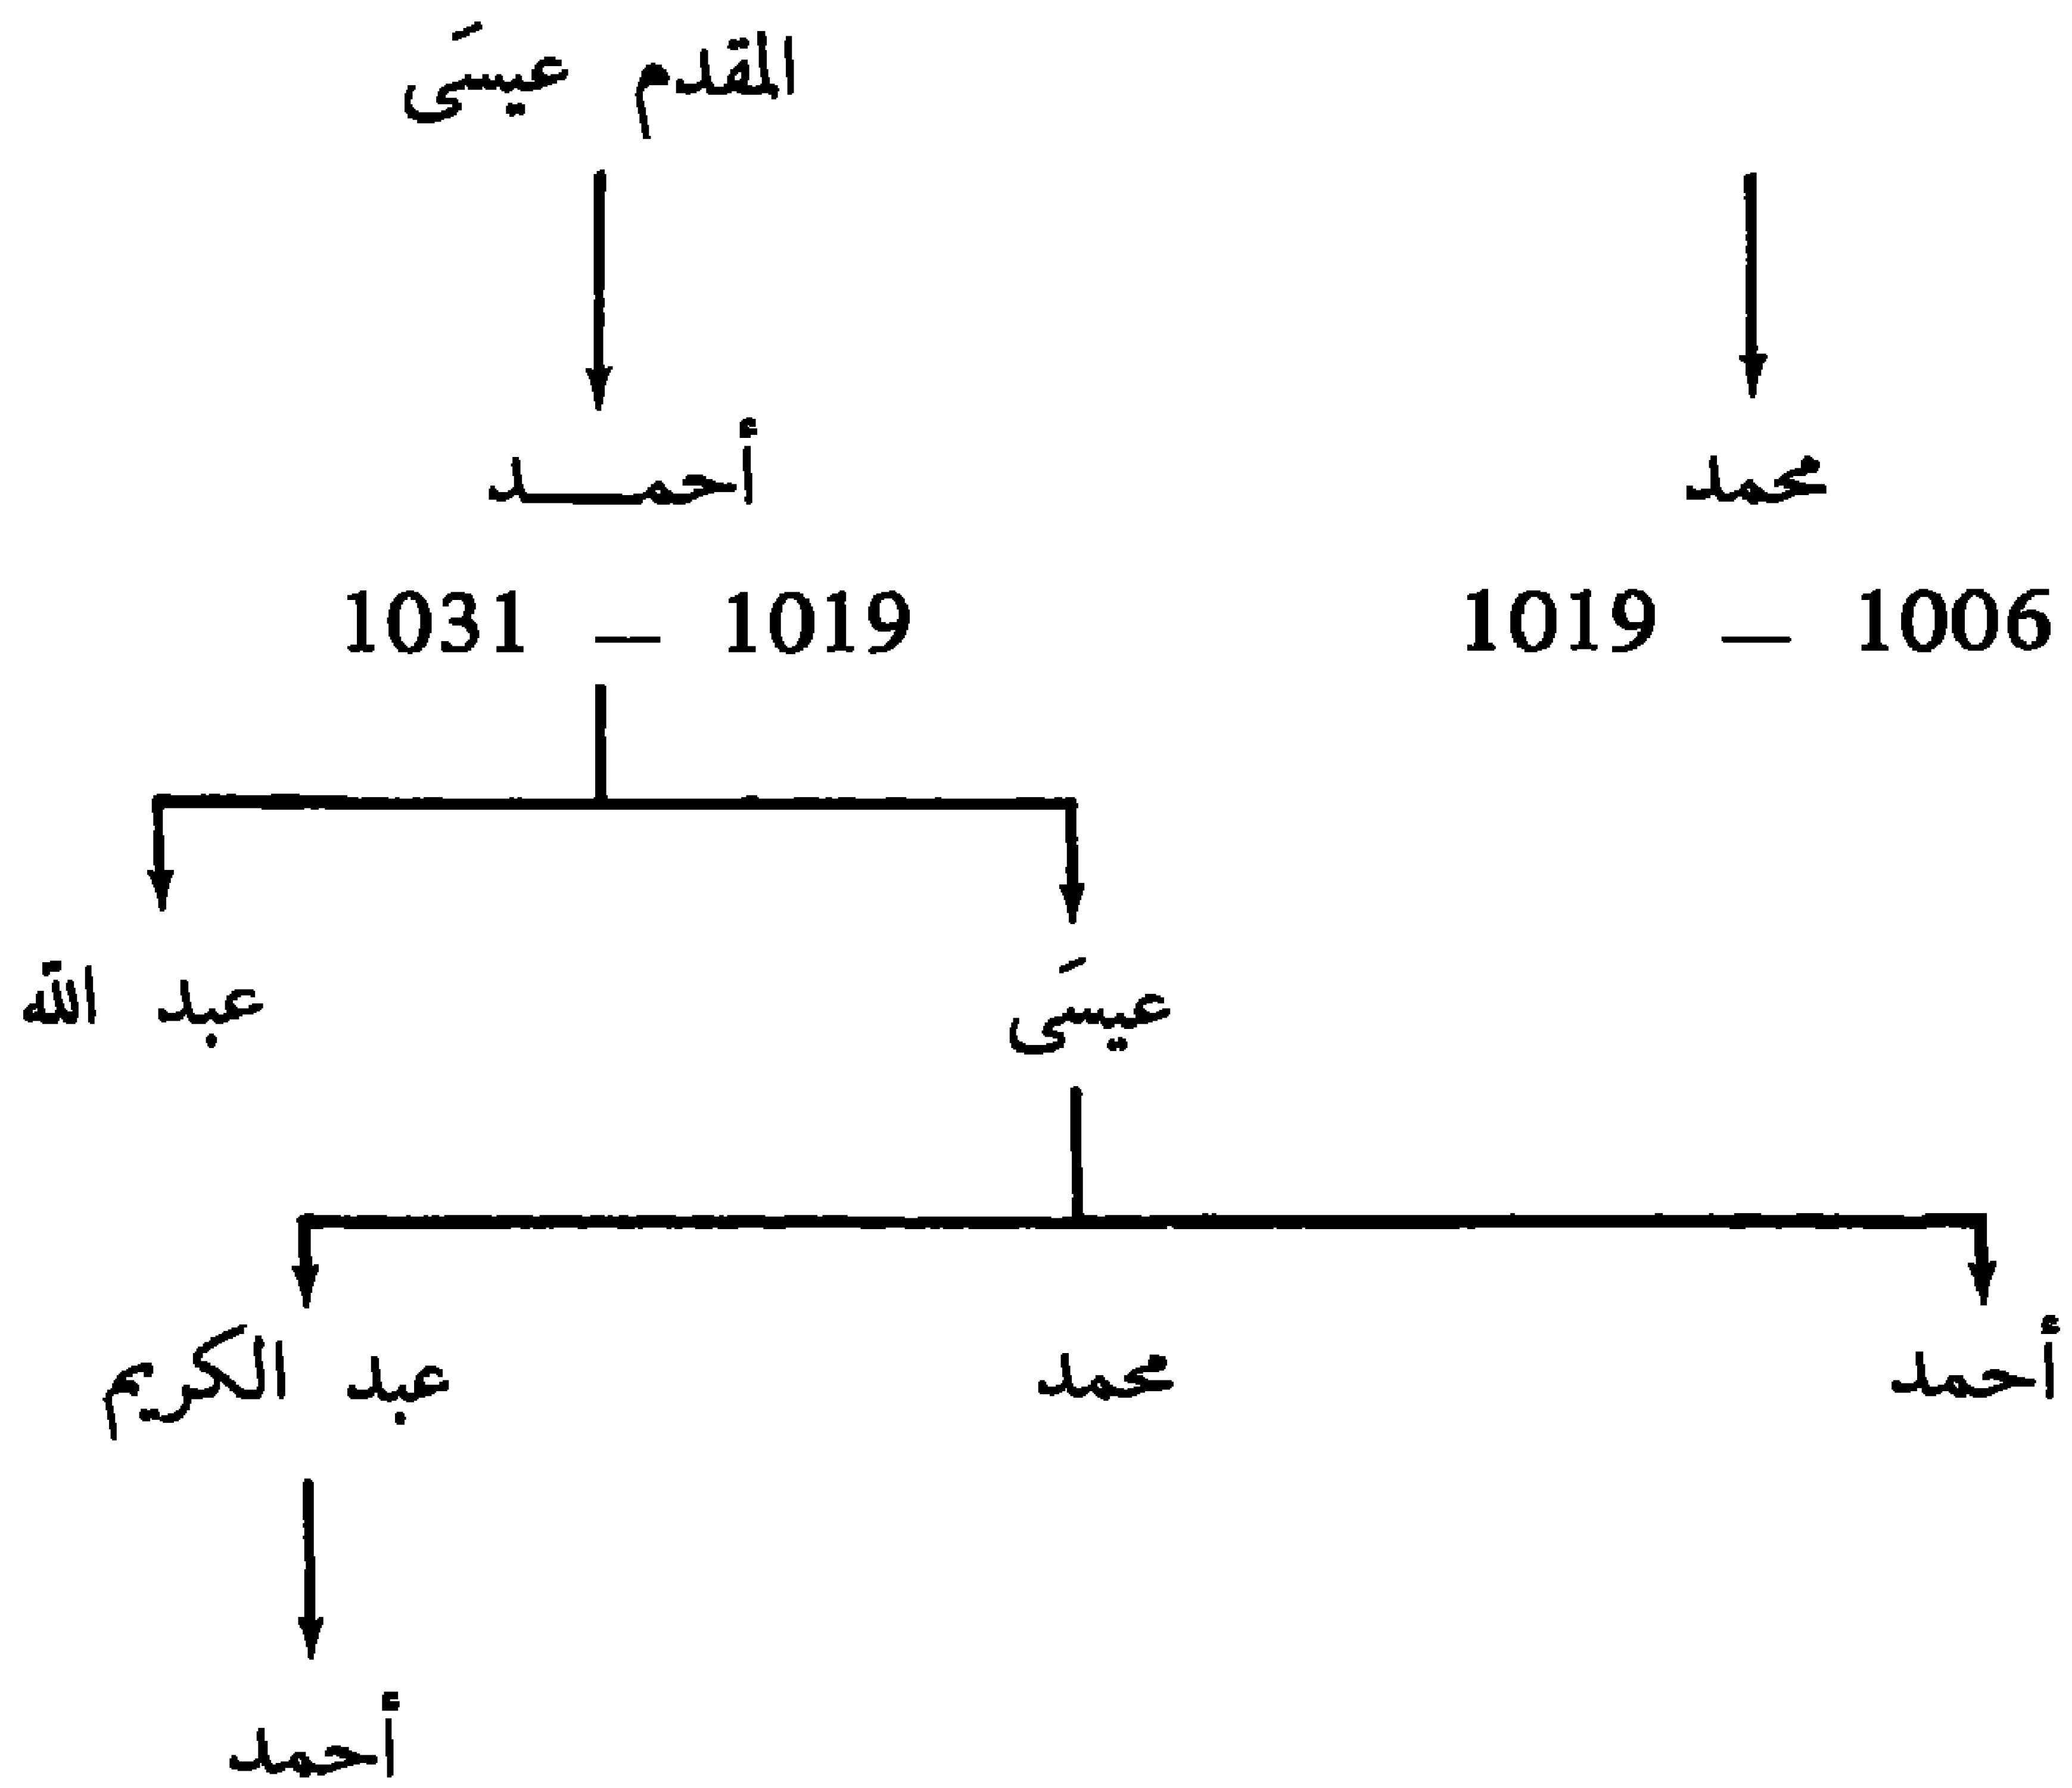 المقدم عيسَى
محمد
أحمـــد
1006 — 1019
1019 — 1031
عيسَى
عبد الله
أحمد
محمد
عبد الكريم
أحمد